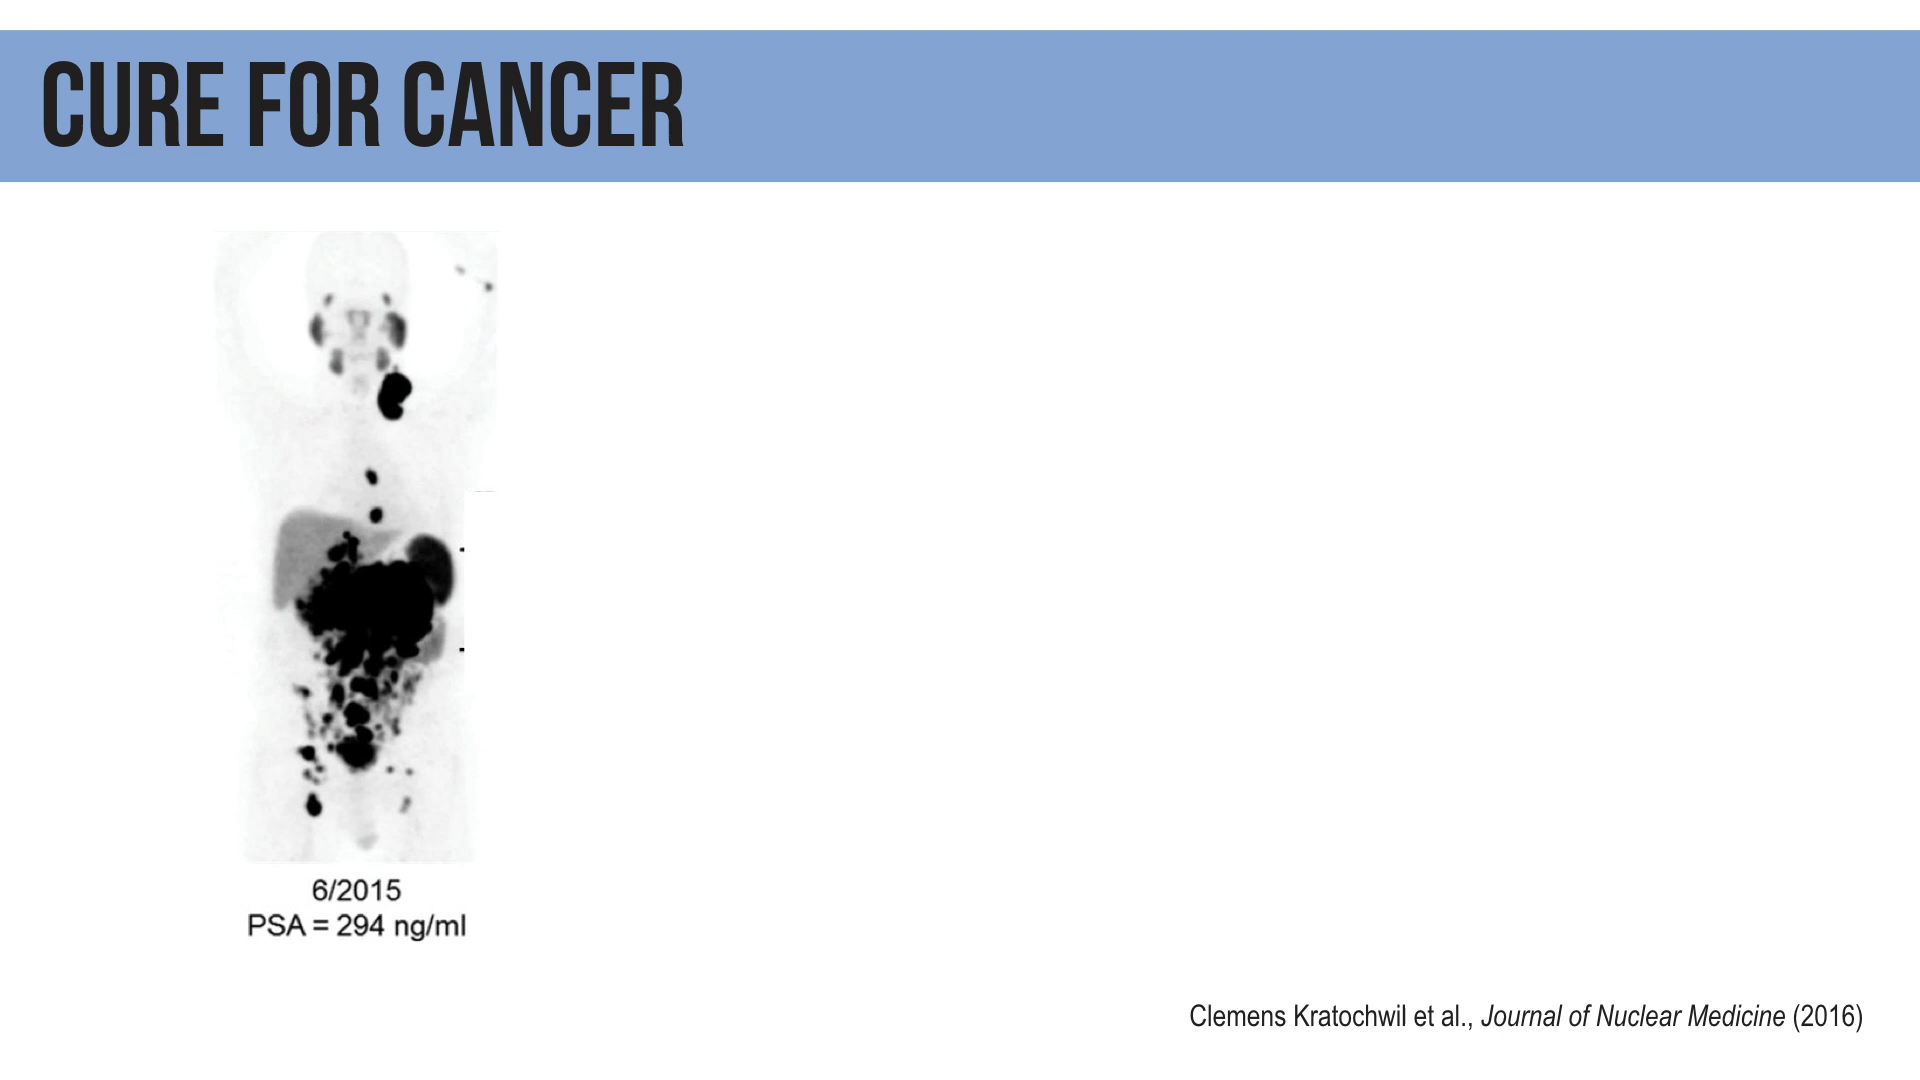 CURE FOR CANCER
6/2015
PSA = 294 ng/ml
Clemens Kratochwil et al., Journal of Nuclear Medicine (2016)